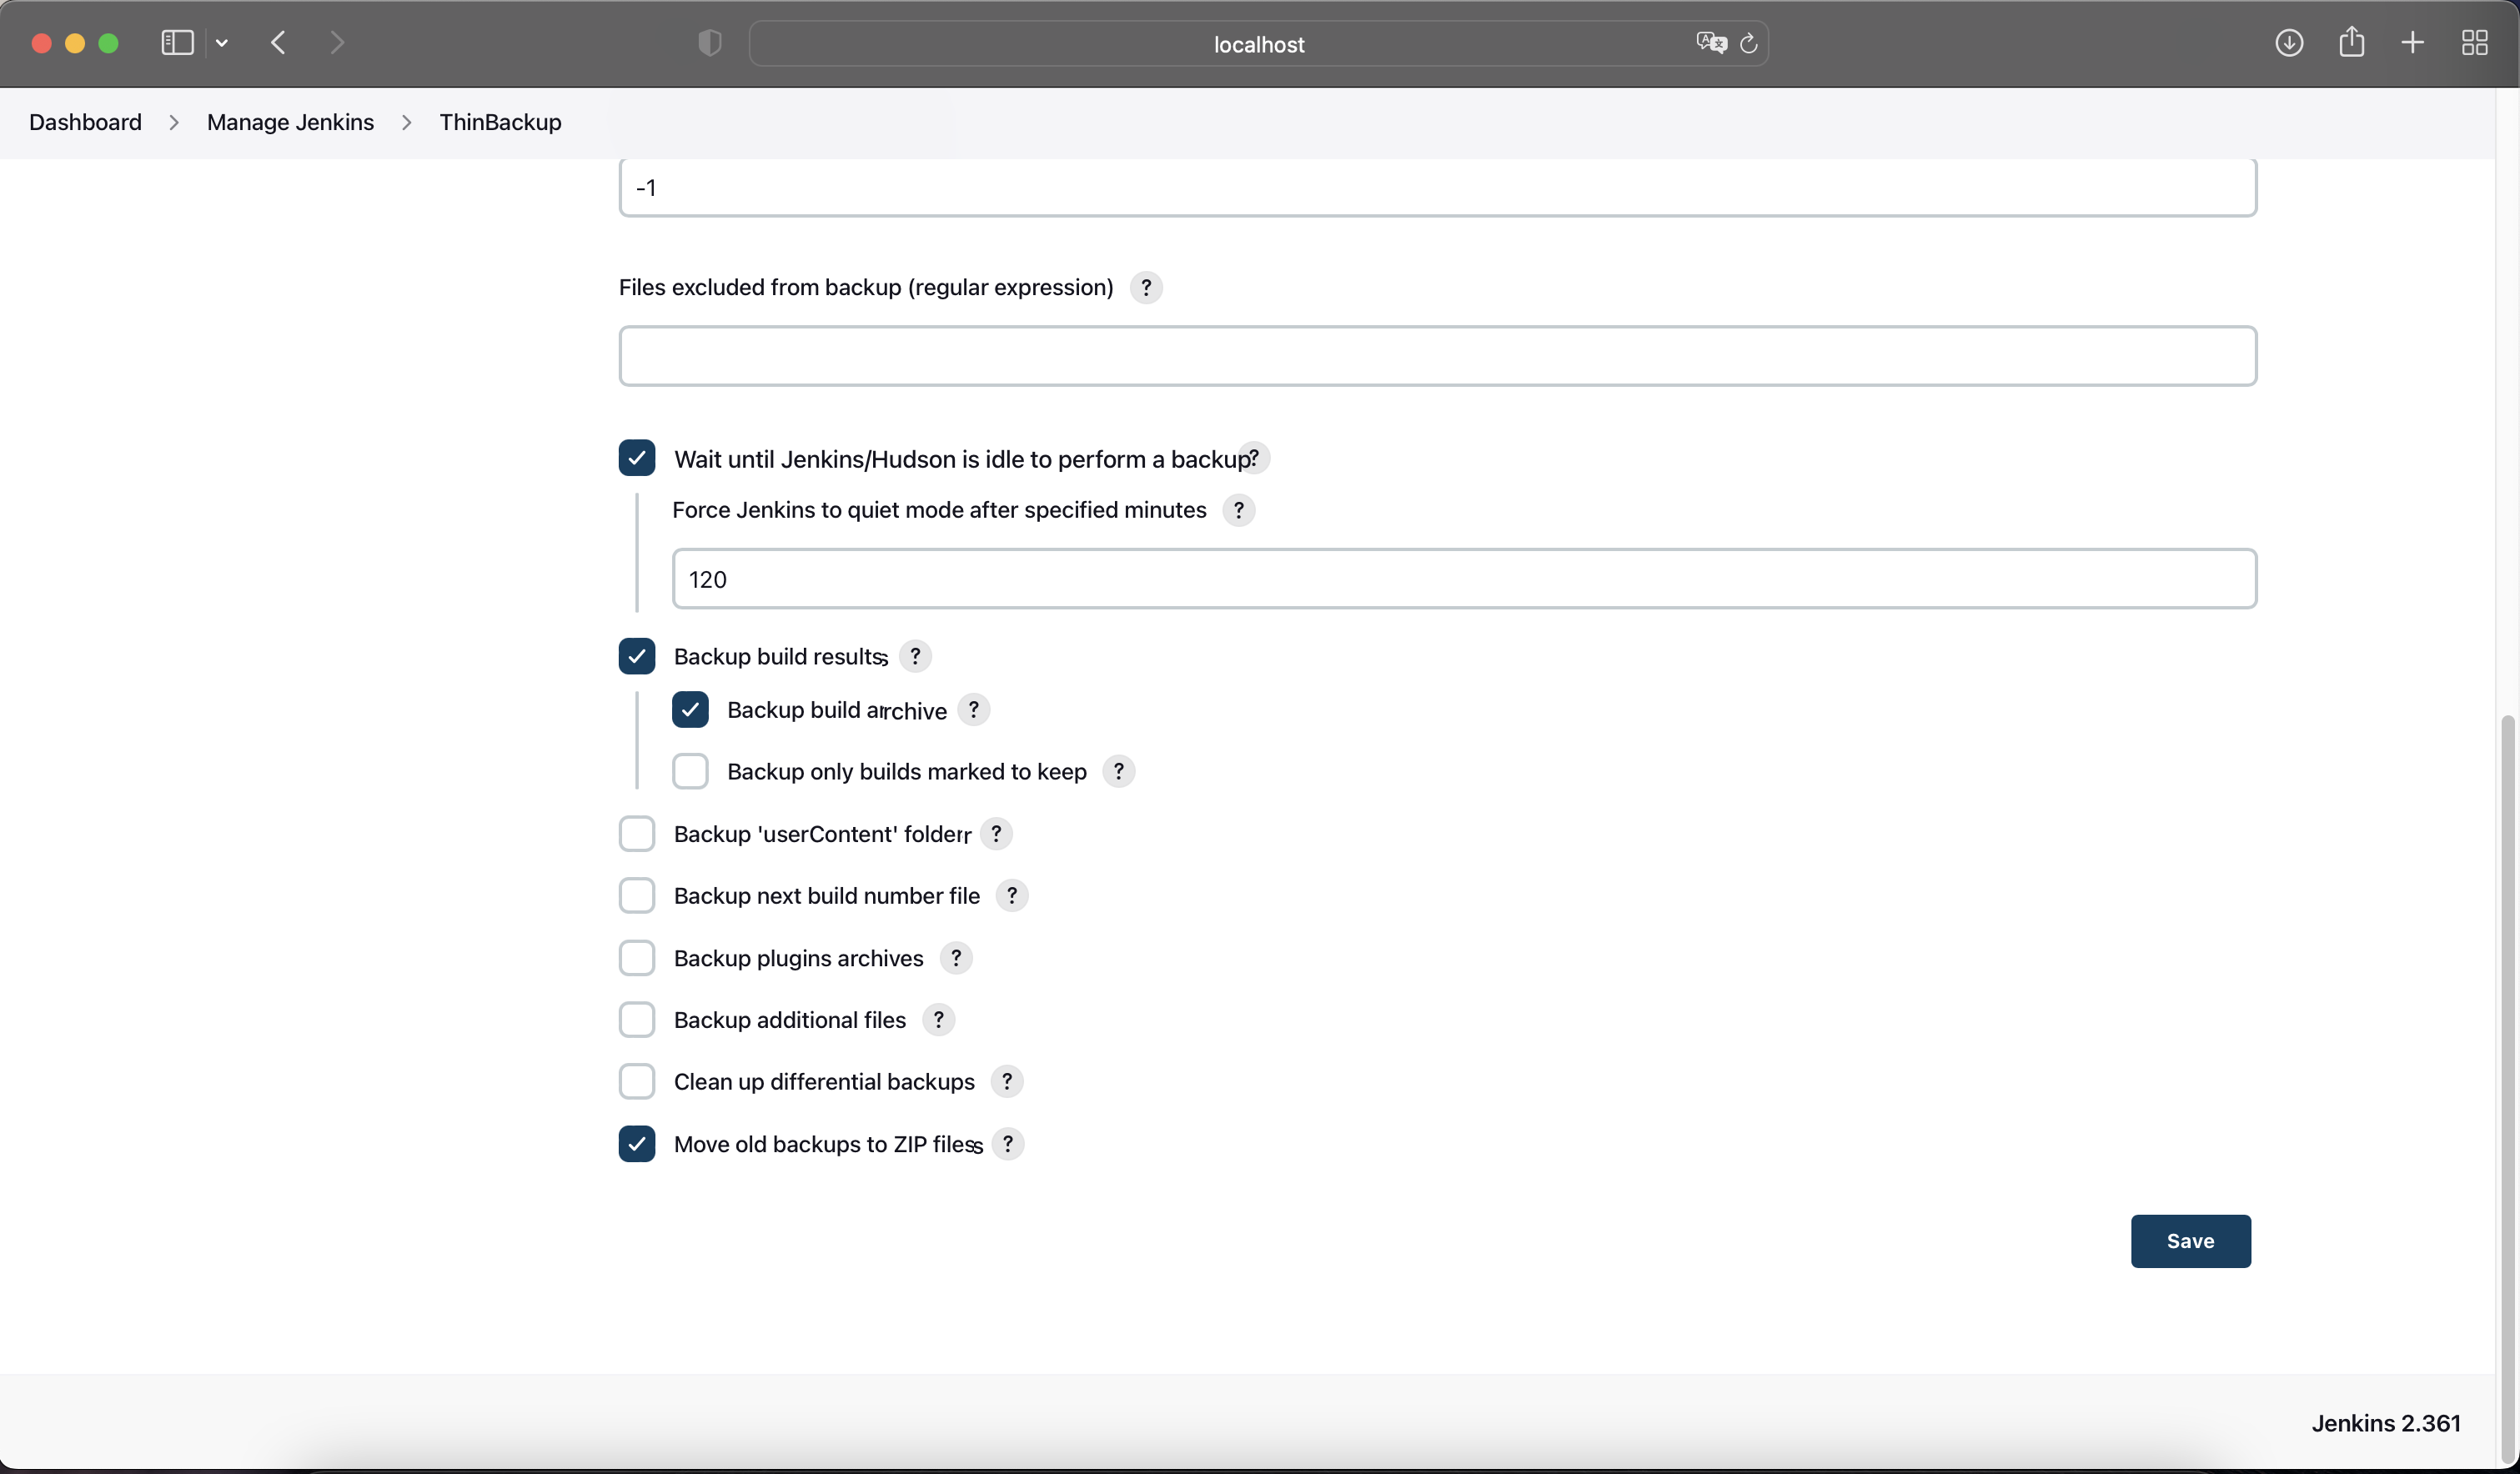 localhost
Dashboard > Manage Jenkins > ThinBackup
-1
Files excluded from backup (regular expression) ?
Wait until Jenkins/Hudson is idle to perform a backup ?
Force Jenkins to quiet mode after specified minutes ?
120
Backup build results ?
Backup build archive ?
Backup only builds marked to keep ?
Backup 'userContent' folder ?
Backup next build number file ?
Backup plugins archives ?
Backup additional files ?
Clean up differential backups ?
Move old backups to ZIP files ?
Save
Jenkins 2.361